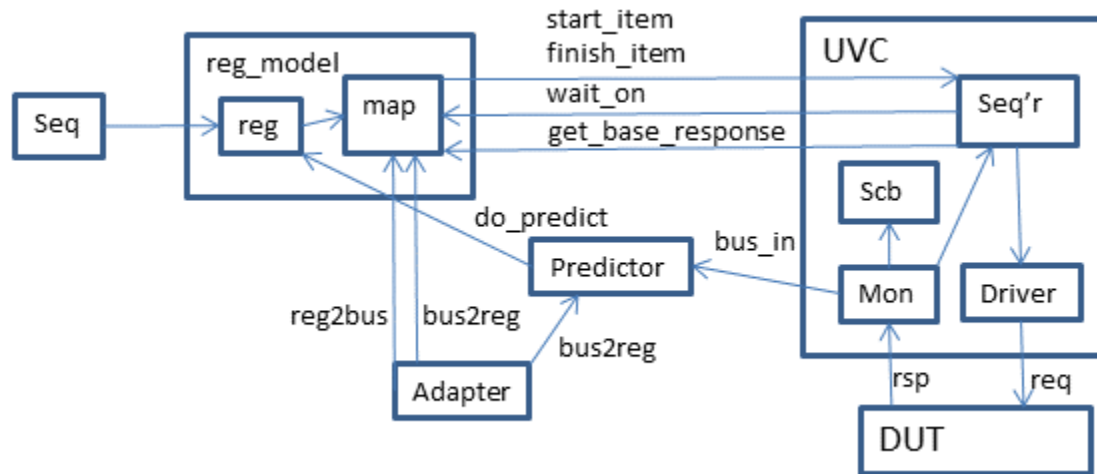 start_item
finish_item
UVC
reg_model
wait_on
Seq
reg
map
Seq'r
get_base_response
Scb
do_predict
bus_in
Predictor
Mon
Driver
reg2bus
bus2reg
bus2reg
Adapter
rsp
req
DUT